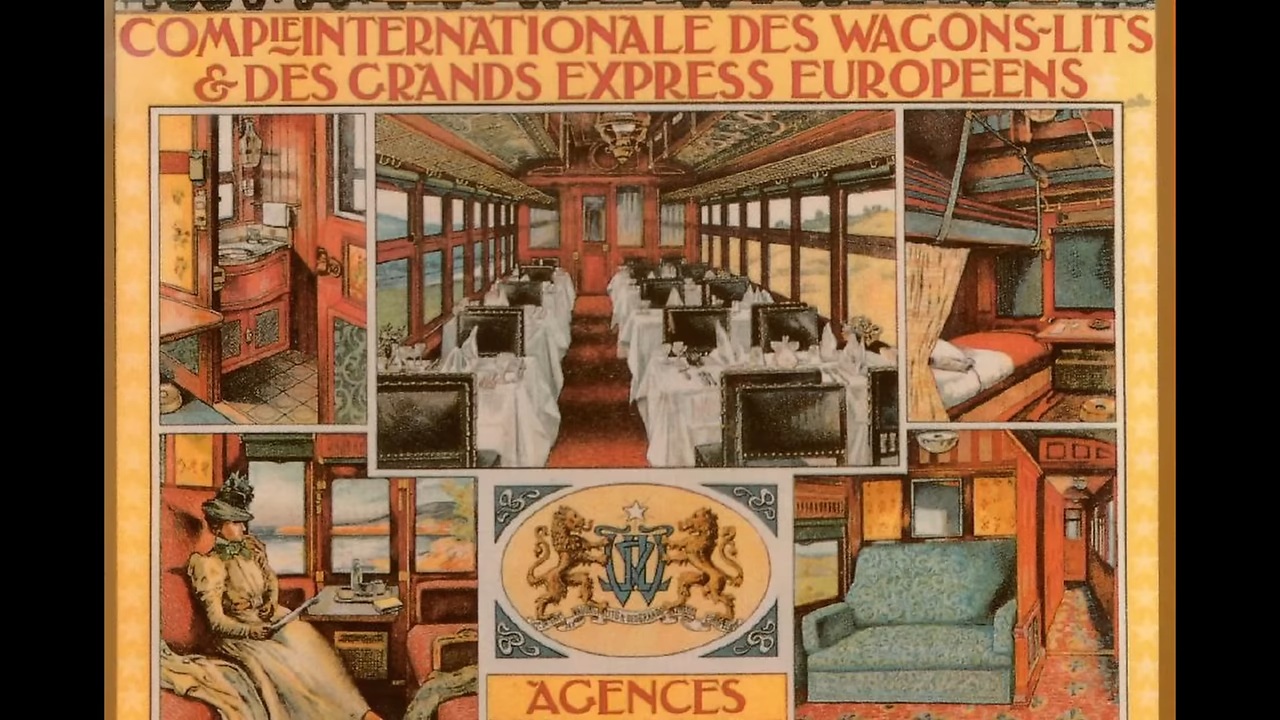 COMPIE INTERNATIONALE DES WAGONS-LITS
& DES GRANDS EXPRESS EUROPEENS
AGENCES